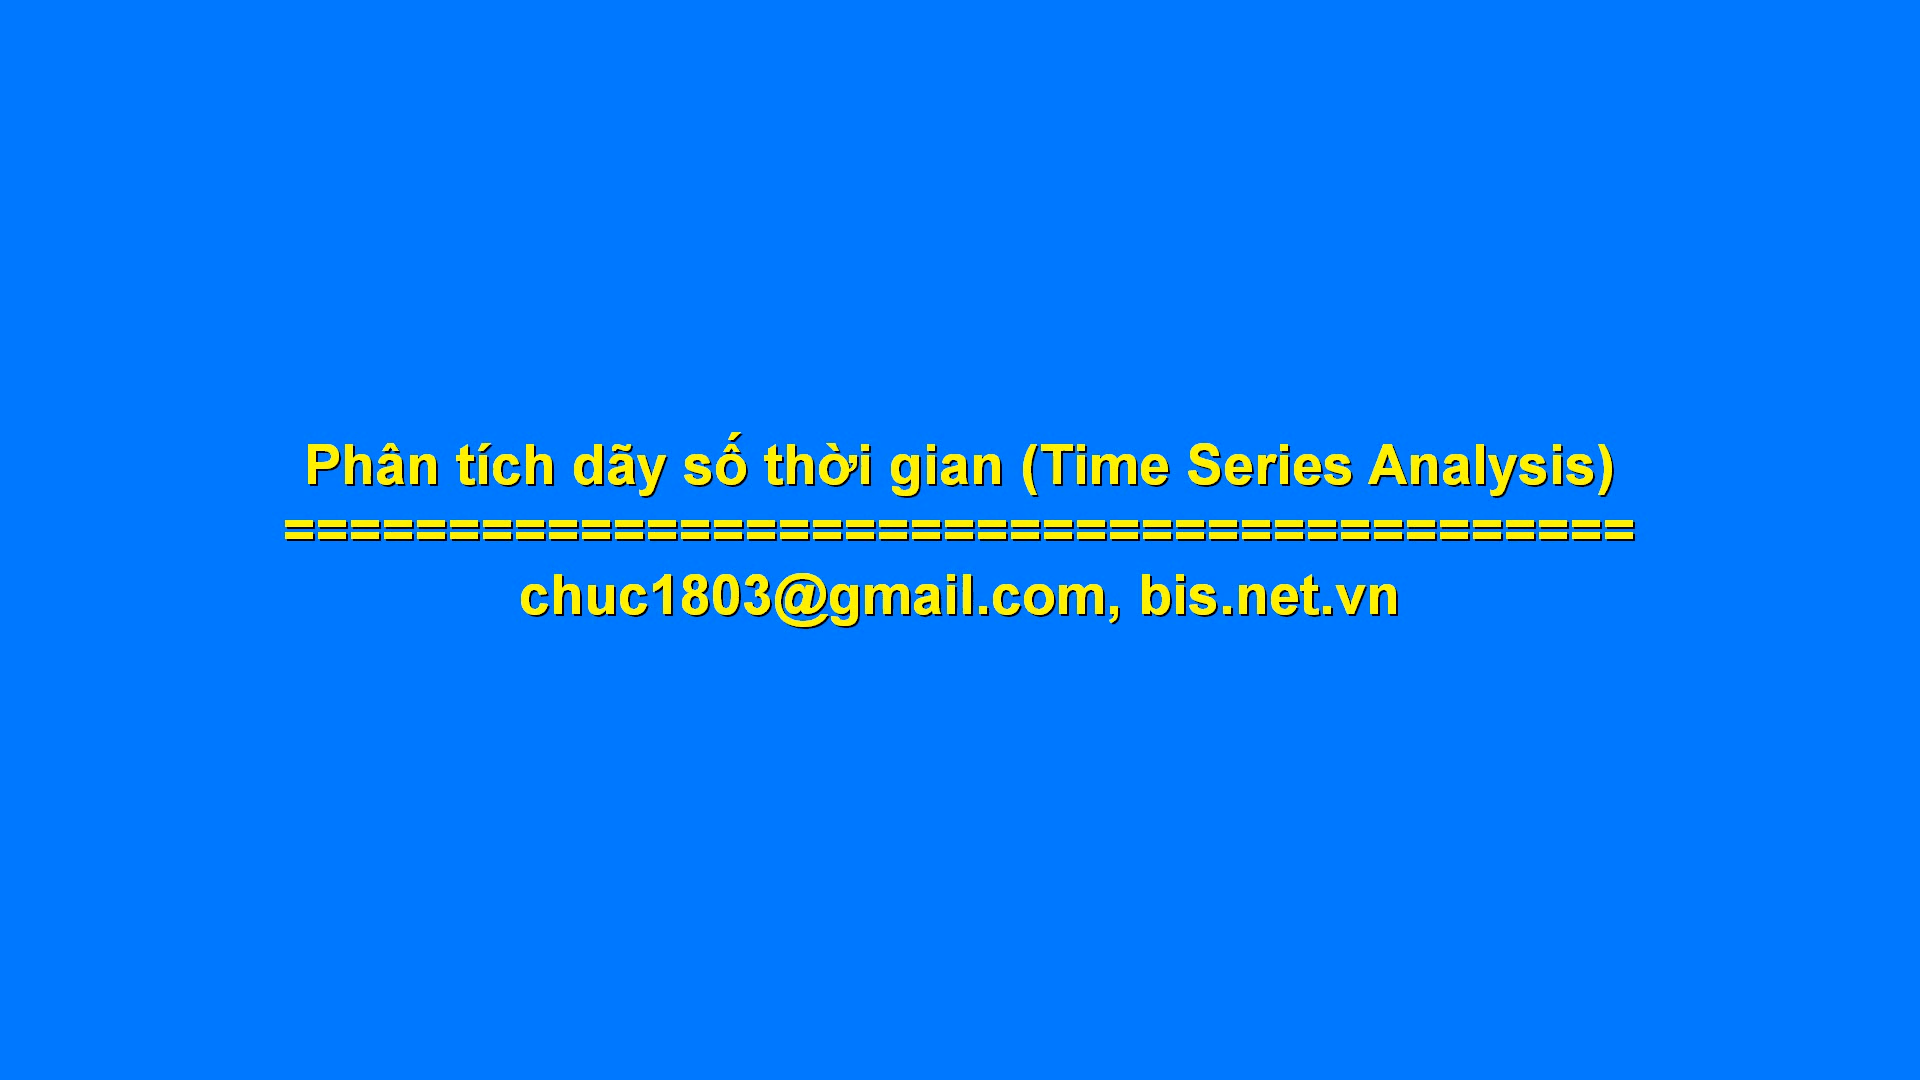 Phân tích dãy số thời gian (Time Series Analysis)
=========================================
chuc1803@gmail.com, bis.net.vn